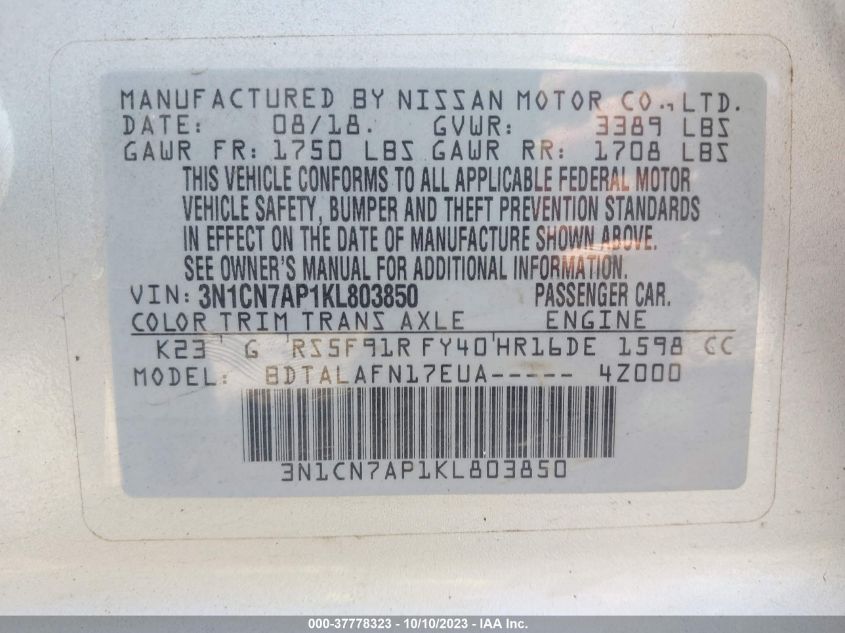 MANUFACTURED BY NISSAN MOTOR CO., LTD.
DATE: 08/18. GVWR: 3389 LBS
GAWR FR: 1750 LBS GAWR RR: 1708 LBS
THIS VEHICLE CONFORMS TO ALL APPLICABLE FEDERAL MOTOR
VEHICLE SAFETY, BUMPER AND THEFT PREVENTION STANDARDS
IN EFFECT ON THE DATE OF MANUFACTURE SHOWN ABOVE.
SEE OWNER'S MANUAL FOR ADDITIONAL INFORMATION.
VIN: 3N1CN7AP1KL803850 PASSENGER CAR.
COLOR TRIM TRANS AXLE ENGINE
K23 G RS5F91R FY40 HR16DE 1598 CC
MODEL: BDTALAFN17EUA----- 4Z000
3N1CN7AP1KL803850
000-37778323 - 10/10/2023 - IAA Inc.